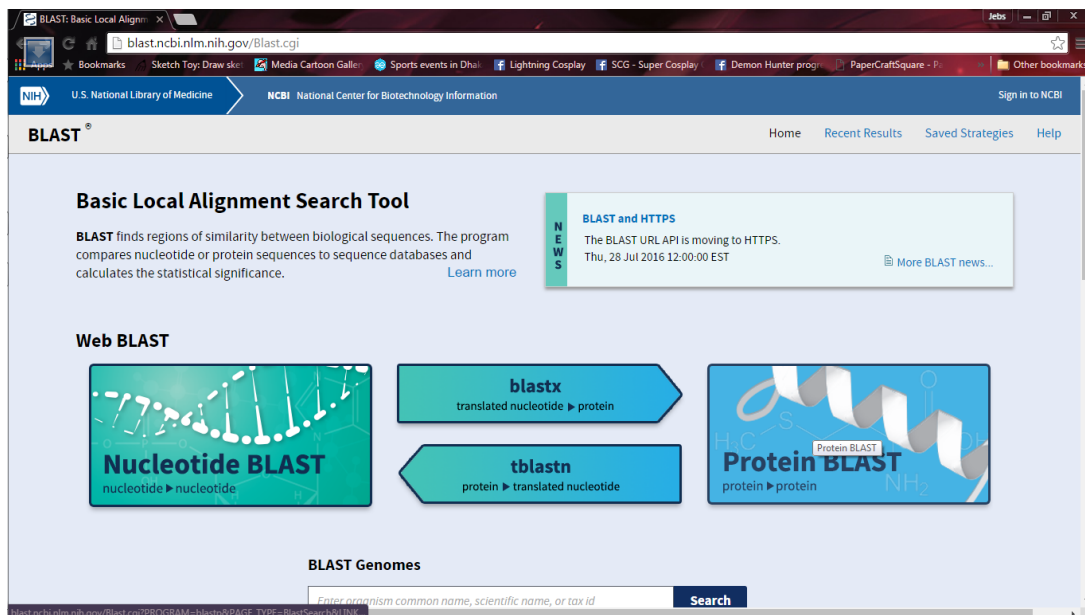 BLAST: Basic Local Alignm
Jebs
blast.ncbi.nlm.nih.gov/Blast.cgi
Apps Bookmarks Sketch Toy: Draw sket Media Cartoon Galler Sports events in Dhak Lightning Cosplay SCG - Super Cosplay Demon Hunter progr PaperCraftSquare - Other bookmarks
NIH U.S. National Library of Medicine NCBI National Center for Biotechnology Information Sign in to NCBI
BLAST ® Home Recent Results Saved Strategies Help
Basic Local Alignment Search Tool
BLAST finds regions of similarity between biological sequences. The program
compares nucleotide or protein sequences to sequence databases and
calculates the statistical significance. Learn more
NEWS
BLAST and HTTPS
The BLAST URL API is moving to HTTPS.
Thu, 28 Jul 2016 12:00:00 EST
More BLAST news...
Web BLAST
Nucleotide BLAST
nucleotide ▶ nucleotide
blastx
translated nucleotide ▶ protein
tblastn
protein ▶ translated nucleotide
H₃C S OH
O
NH₂
Protein BLAST
Protein BLAST
protein ▶ protein
BLAST Genomes
Enter organism common name, scientific name, or tax id
Search
blast.ncbi.nlm.nih.gov/Blast.cgi?PROGRAM=blastp&PAGE_TYPE=BlastSearch&LINK